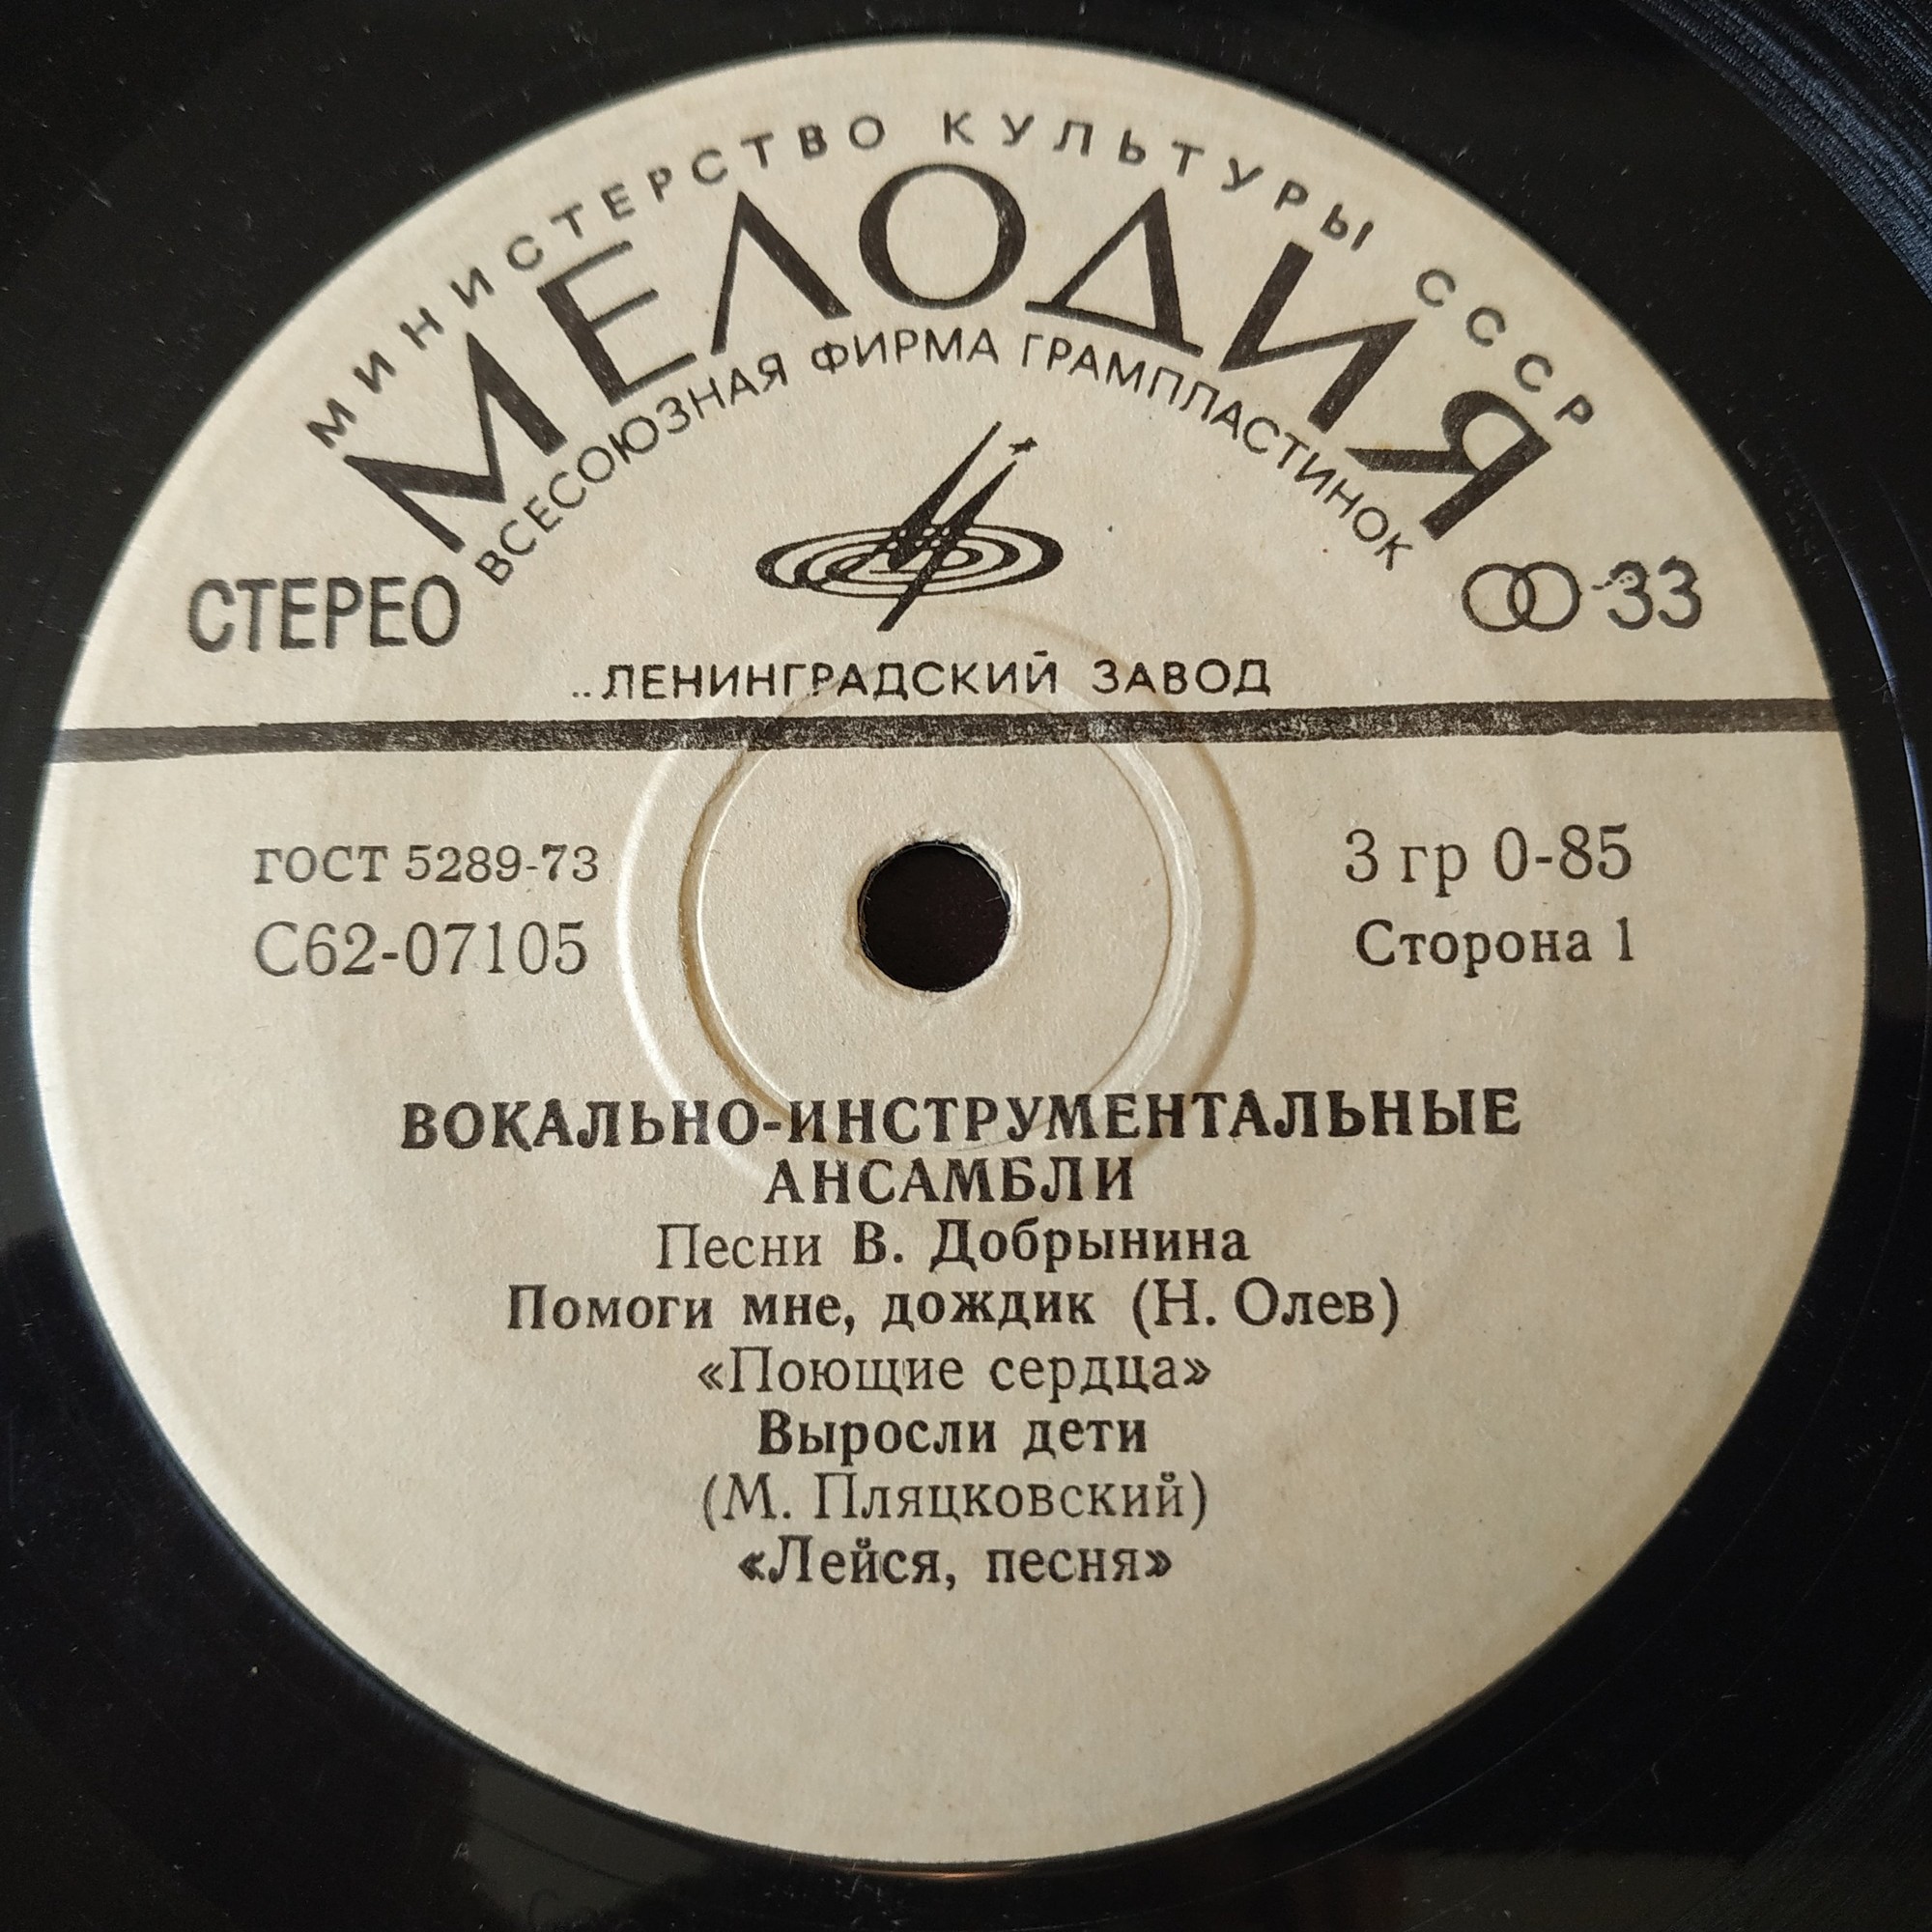 МИНИСТЕРСТВО КУЛЬТУРЫ СССР
МЕЛОДИЯ
ВСЕСОЮЗНАЯ ФИРМА ГРАМПЛАСТИНОК
СТЕРЕО
33
ЛЕНИНГРАДСКИЙ ЗАВОД
ГОСТ 5289-73
3 гр 0-85
С62-07105
Сторона 1
ВОКАЛЬНО-ИНСТРУМЕНТАЛЬНЫЕ
АНСАМБЛИ
Песни В. Добрынина
Помоги мне, дождик (Н. Олев)
«Поющие сердца»
Выросли дети
(М. Пляцковский)
«Лейся, песня»